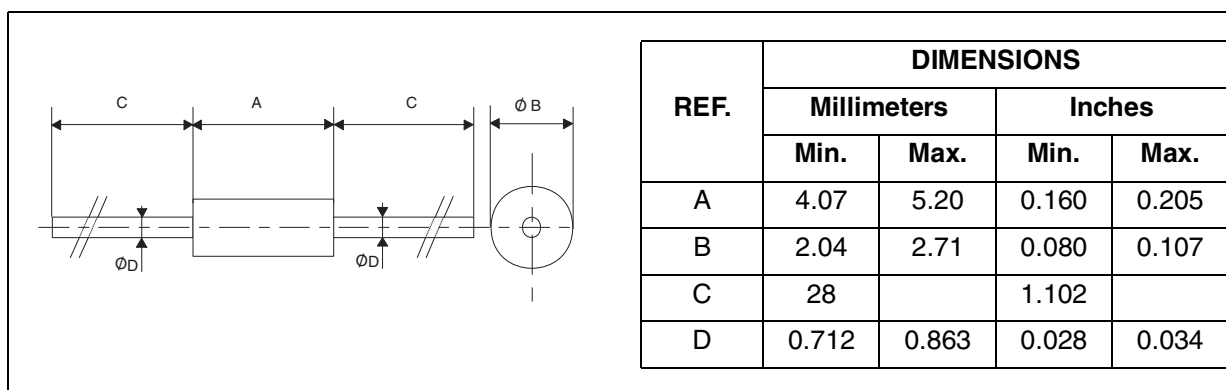 C A C Ø B
ØD ØD
REF. DIMENSIONS
Millimeters Inches
Min. Max. Min. Max.
A 4.07 5.20 0.160 0.205
B 2.04 2.71 0.080 0.107
C 28 1.102
D 0.712 0.863 0.028 0.034